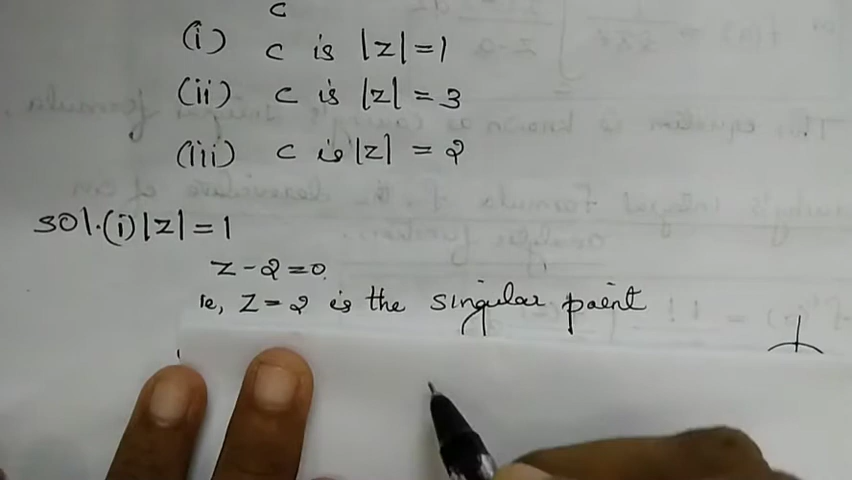 C
(i) C is |z|=1
(ii) C is |z| = 3
(iii) C is |z| = 2
Sol.(i) |z| = 1
z-2=0.
ie, z=2 is the singular point